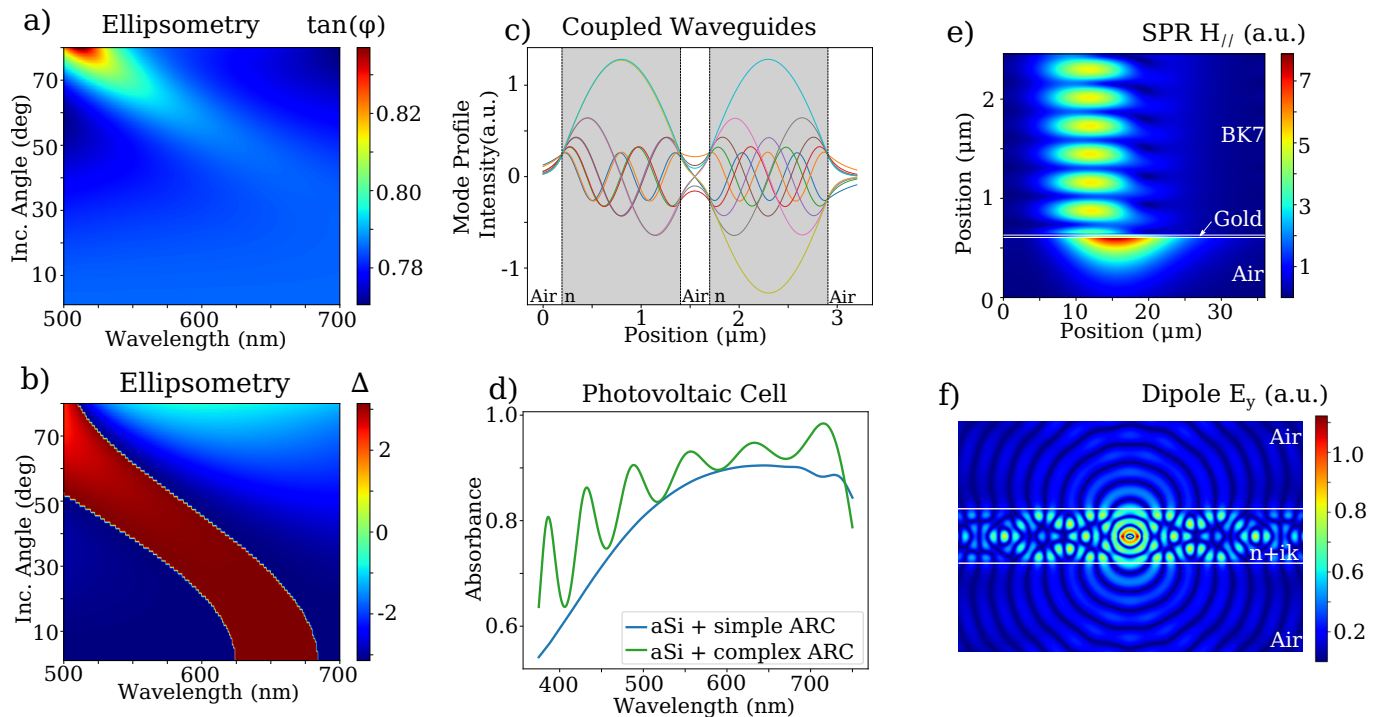 a) Ellipsometry tan(φ)
Inc. Angle (deg)
70
50
30
10
500 600 700
Wavelength (nm)
0.82
0.80
0.78
b) Ellipsometry Δ
Inc. Angle (deg)
70
50
30
10
500 600 700
Wavelength (nm)
2
0
-2
c) Coupled Waveguides
Mode Profile
Intensity(a.u.)
1
0
-1
Air n Air n Air
0 1 2 3
Position (μm)
d) Photovoltaic Cell
Absorbance
1.0
0.8
0.6
aSi + simple ARC
aSi + complex ARC
400 500 600 700
Wavelength (nm)
e) SPR H// (a.u.)
Position (μm)
2
1
0
BK7
Gold
Air
0 10 20 30
Position (μm)
7
5
3
1
f) Dipole Ey (a.u.)
Air
n+ik
Air
1.0
0.8
0.6
0.2